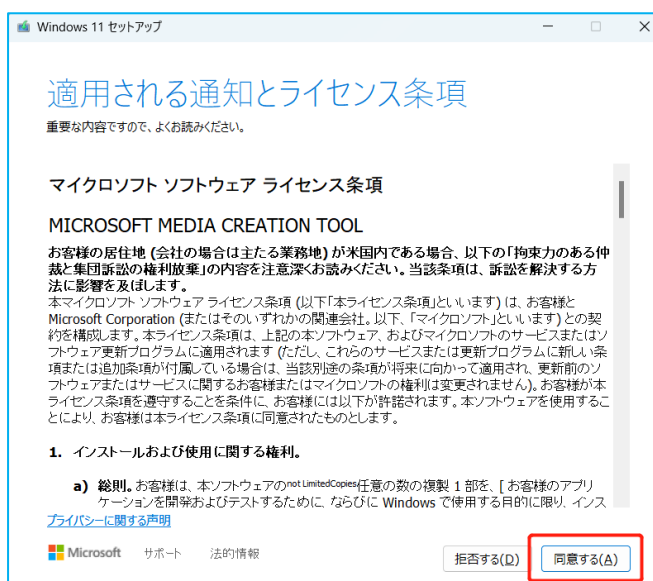 Windows 11 セットアップ
適用される通知とライセンス条項
重要な内容ですので、よくお読みください。
マイクロソフト ソフトウェア ライセンス条項
MICROSOFT MEDIA CREATION TOOL
お客様の居住地 (会社の場合は主たる業務地) が米国内である場合、以下の「拘束力のある仲
裁と集団訴訟の権利放棄」の内容を注意深くお読みください。当該条項は、訴訟を解決する方
法に影響を及ぼします。
本マイクロソフト ソフトウェア ライセンス条項 (以下「本ライセンス条項」といいます) は、お客様と
Microsoft Corporation (またはそのいずれかの関連会社。以下、「マイクロソフト」といいます) との契
約を構成します。本ライセンス条項は、上記の本ソフトウェア、およびマイクロソフトのサービスまたはソ
フトウェア更新プログラムに適用されます (ただし、これらのサービスまたは更新プログラムに新しい条
項または追加条項が付属している場合は、当該別途の条項が将来に向かって適用され、更新前のソ
フトウェアまたはサービスに関するお客様またはマイクロソフトの権利は変更されません)。お客様が本
ライセンス条項を遵守することを条件に、お客様には以下が許諾されます。本ソフトウェアを使用するこ
とにより、お客様は本ライセンス条項に同意されたものとします。
1. インストールおよび使用に関する権利。
a) 総則。お客様は、本ソフトウェアのnot LimitedCopies任意の数の複製 1 部を、[ お客様のアプリ
ケーションを開発およびテストするために、ならびに Windows で使用する目的に限り、インス
プライバシーに関する声明
Microsoft サポート 法的情報 拒否する(D) 同意する(A)